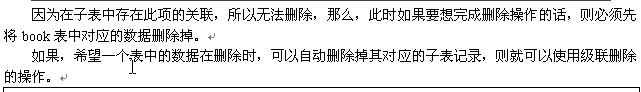 因为在子表中存在此项的关联，所以无法删除，那么，此时如果要想完成删除操作的话，则必须先
将 book 表中对应的数据删除掉。
如果，希望一个表中的数据在删除时，可以自动删除掉其对应的子表记录，则就可以使用级联删除
的操作。